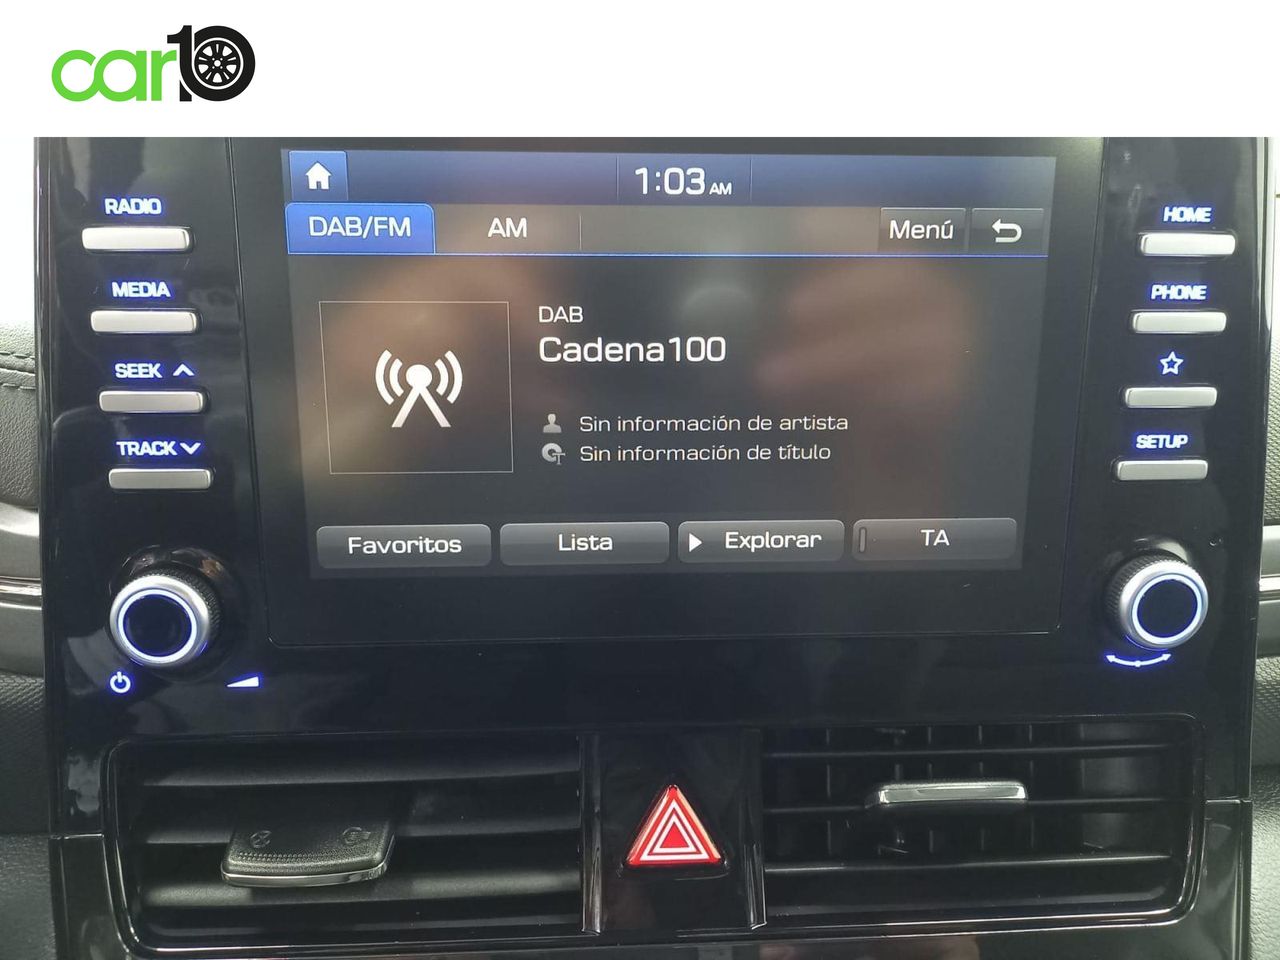 car10
1:03 AM
DAB/FM
AM
Menú
DAB
Cadena100
Sin información de artista
Sin información de título
Favoritos
Lista
Explorar
TA
RADIO
MEDIA
SEEK
TRACK
HOME
PHONE
SETUP